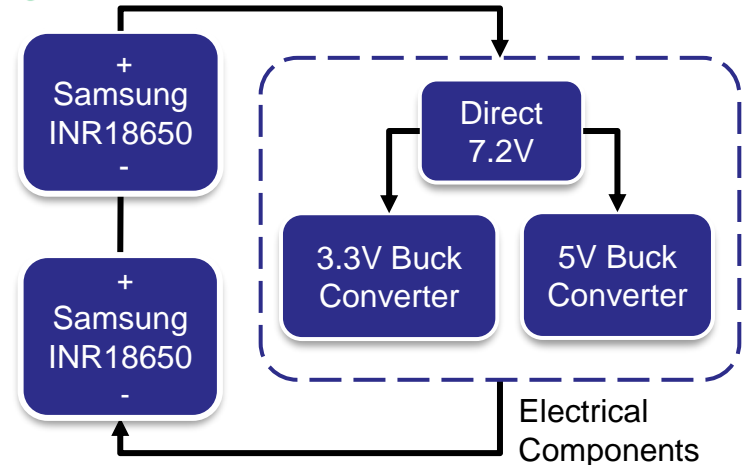 +
Samsung
INR18650
-
+
Samsung
INR18650
-
Direct
7.2V
3.3V Buck
Converter
5V Buck
Converter
Electrical
Components